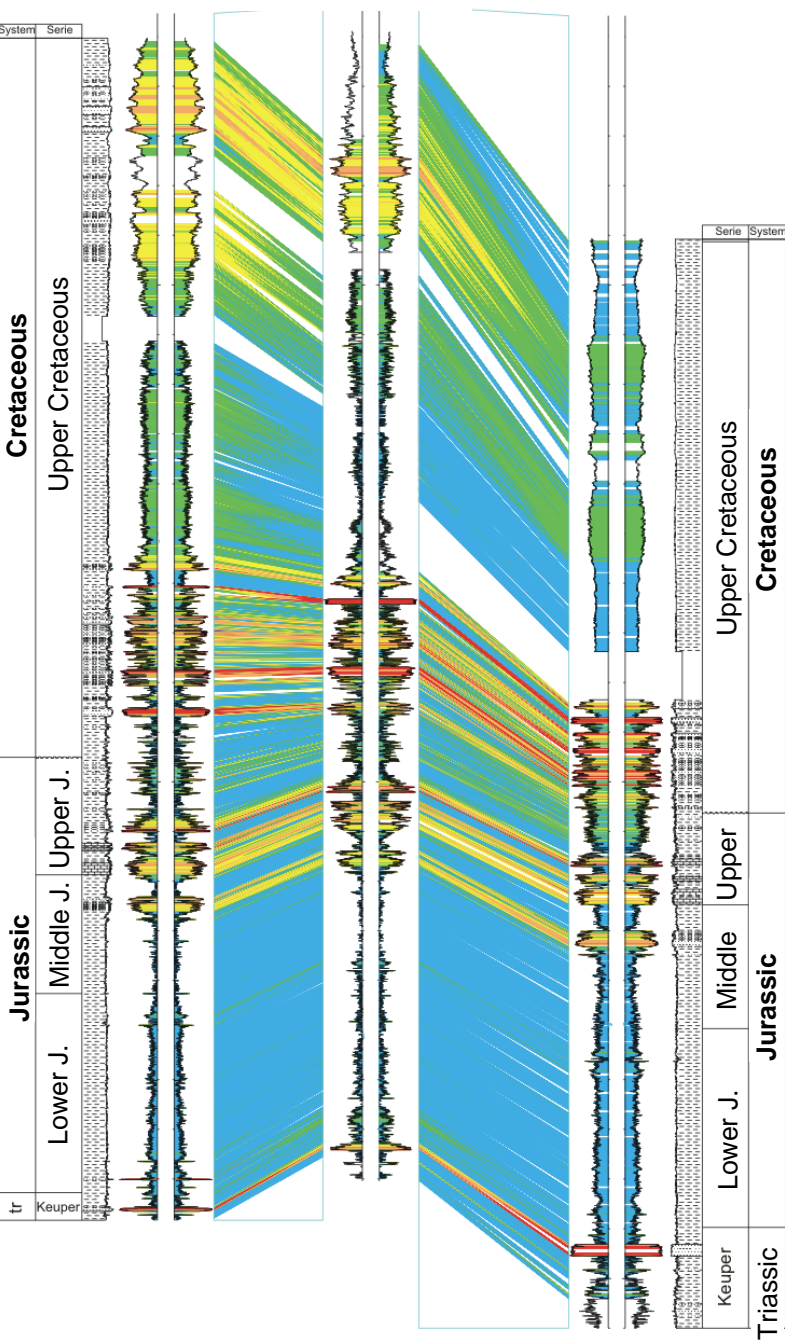 System Serie
Cretaceous
Upper Cretaceous
Upper J.
Middle J.
Jurassic
Lower J.
tr
Keuper
Serie System
Upper Cretaceous
Cretaceous
Upper
Middle
Jurassic
Lower J.
Keuper
Triassic